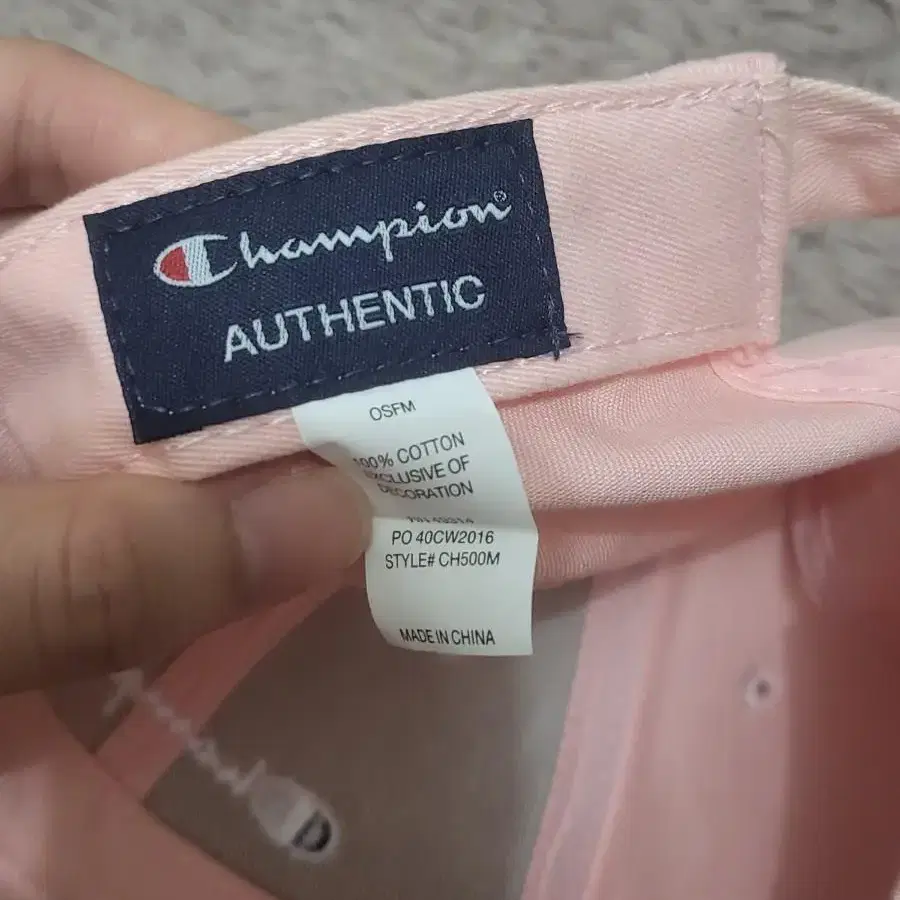 Champion®
AUTHENTIC
OSFM
100% COTTON
EXCLUSIVE OF
DECORATION
PO 40CW2016
STYLE# CH500M
MADE IN CHINA